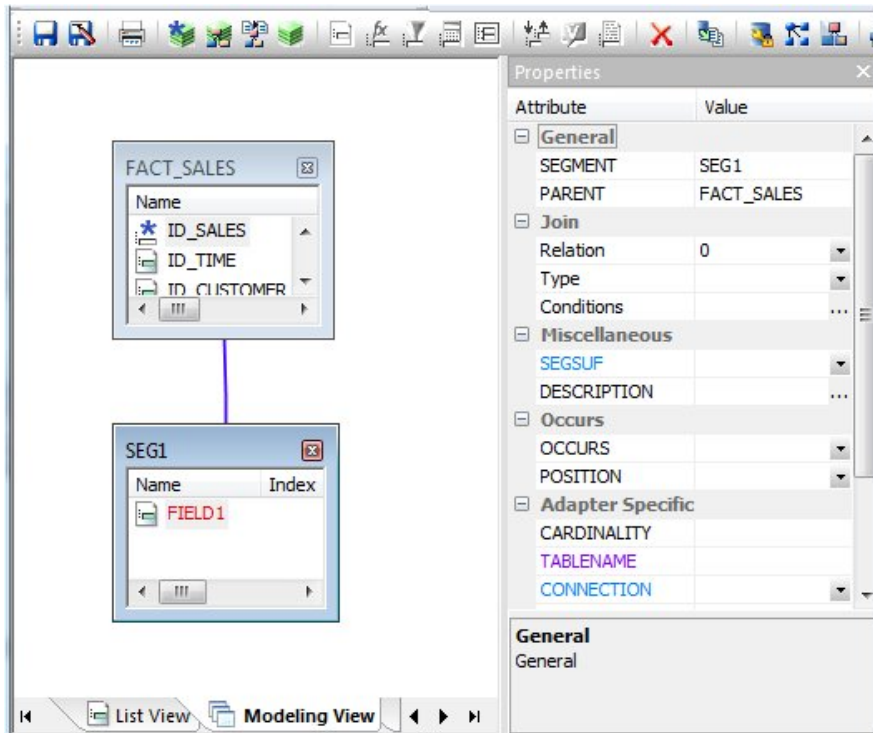 fx
FACT_SALES
Name
ID_SALES
ID_TIME
ID_CUSTOMER
SEG1
Name Index
FIELD1
List View Modeling View
Properties
Attribute Value
General
SEGMENT SEG1
PARENT FACT_SALES
Join
Relation 0
Type
Conditions ...
Miscellaneous
SEGSUF
DESCRIPTION ...
Occurs
OCCURS
POSITION
Adapter Specific
CARDINALITY
TABLENAME
CONNECTION
General
General